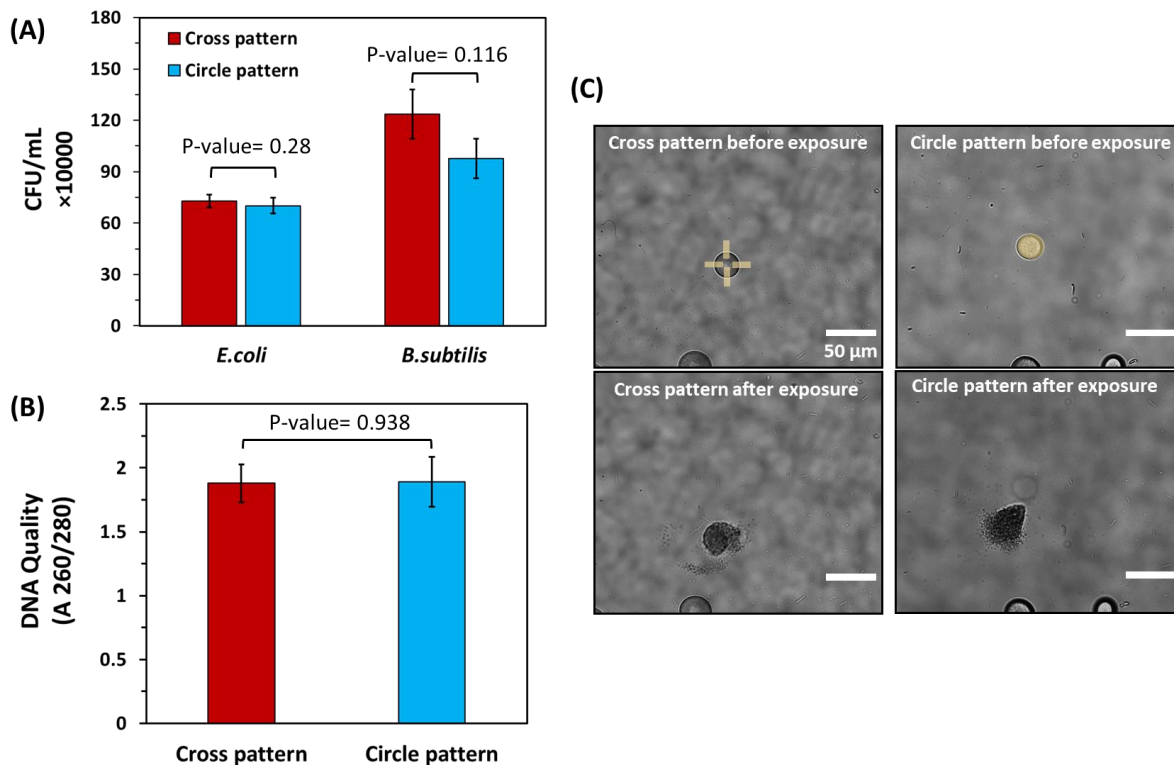 (A)
180
150
120
90
60
30
0
CFU/mL
×10000
Cross pattern
Circle pattern
P-value= 0.28
P-value= 0.116
E.coli
B.subtilis
(B)
2.5
2
1.5
1
0.5
0
DNA Quality
(A 260/280)
P-value= 0.938
Cross pattern
Circle pattern
(C)
Cross pattern before exposure
50 µm
Circle pattern before exposure
Cross pattern after exposure
Circle pattern after exposure